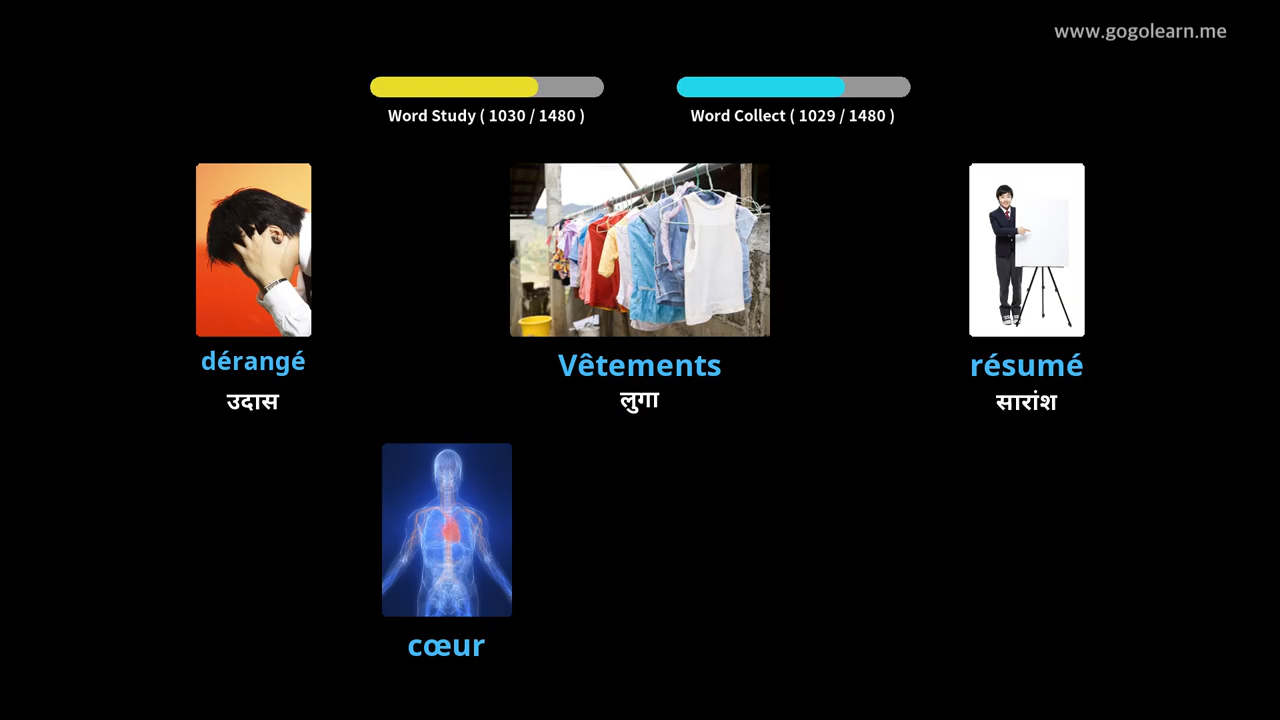 www.gogolearn.me
Word Study ( 1030 / 1480 )
Word Collect ( 1029 / 1480 )
dérangé
उदास
Vêtements
लुगा
résumé
सारांश
cœur